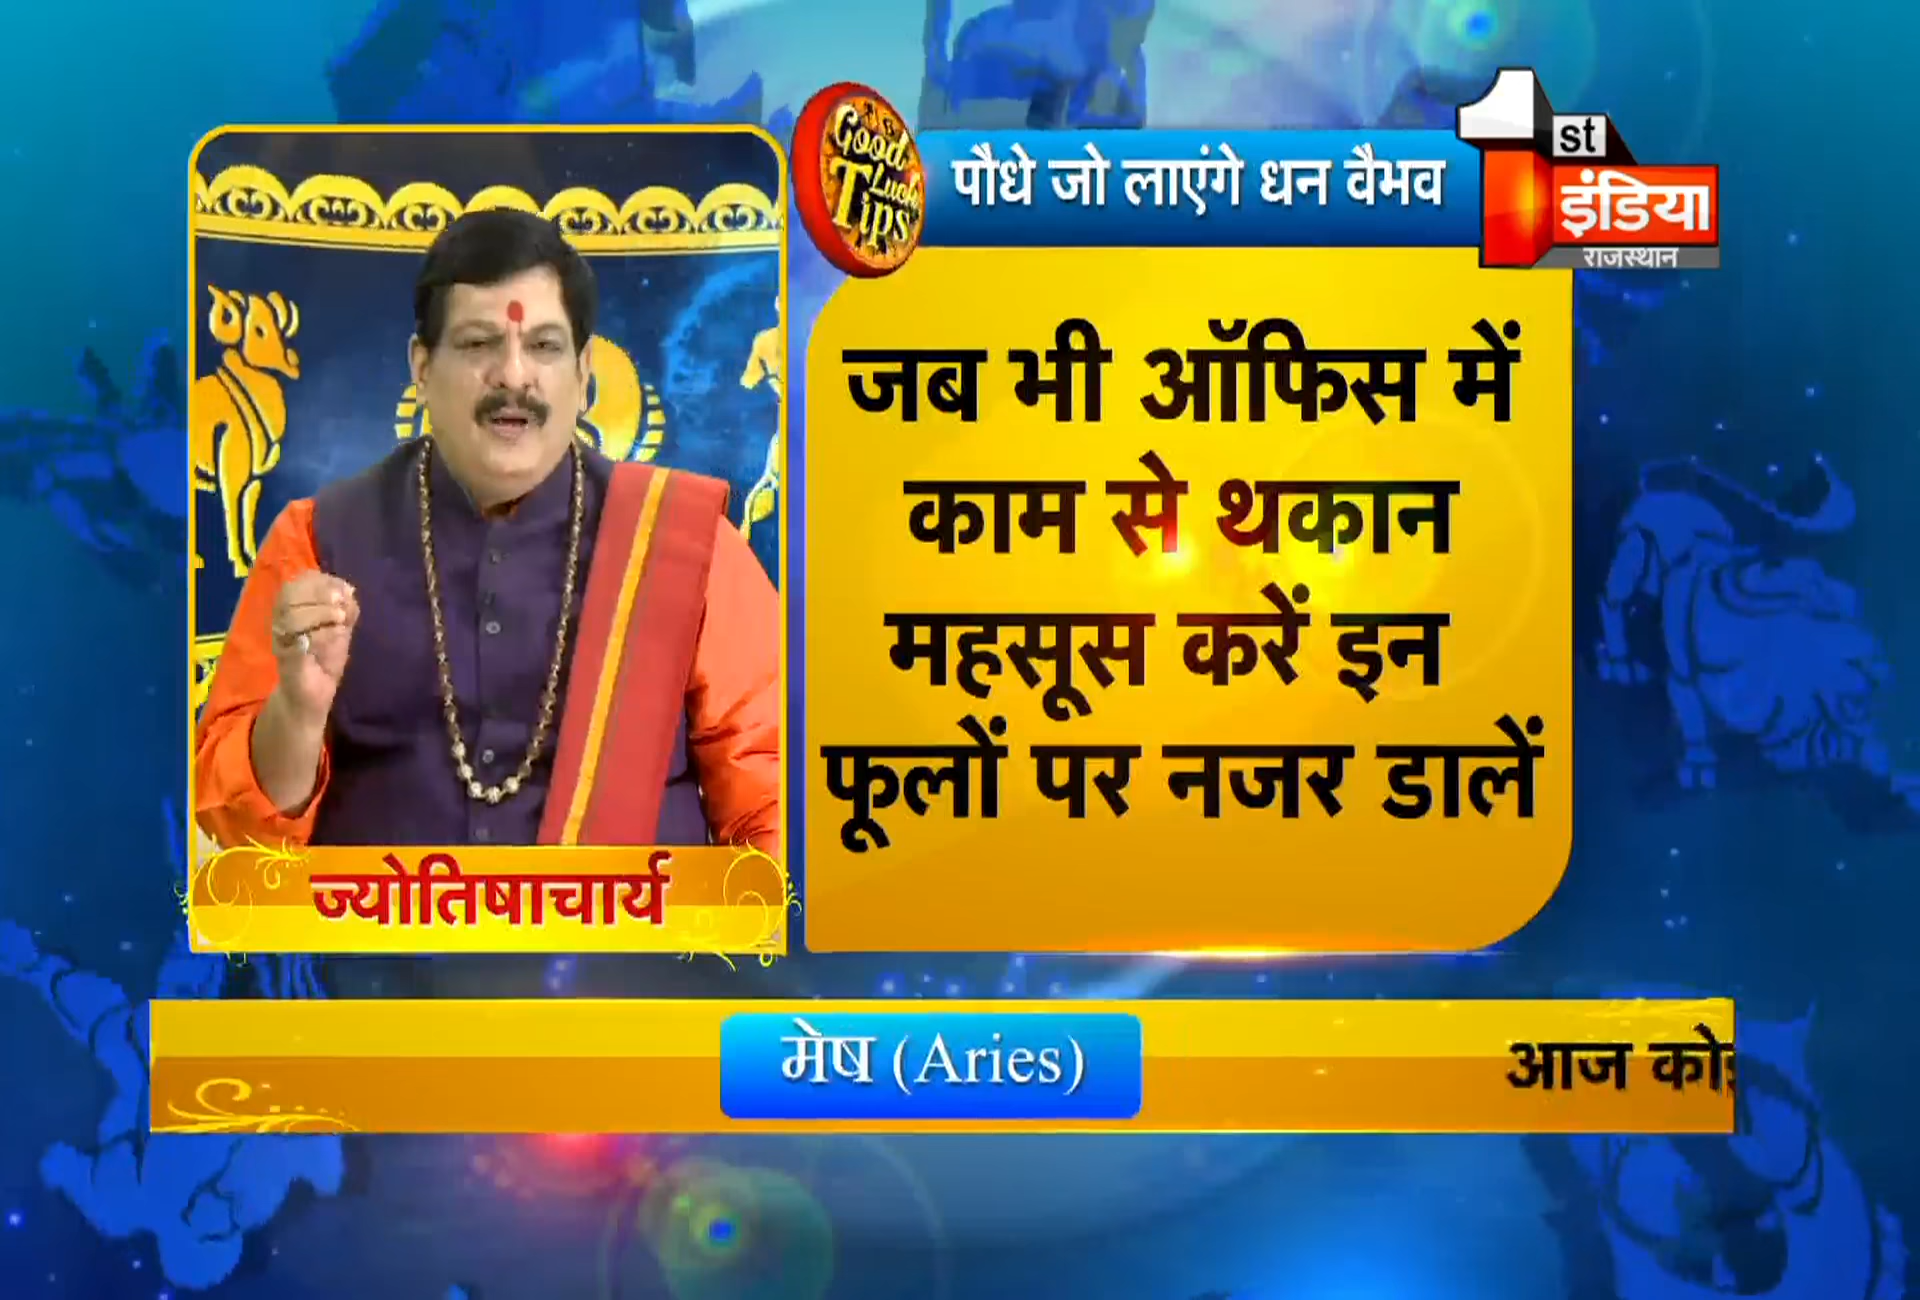 Good
Luck
Tips
पौधे जो लाएंगे धन वैभव
1st
इंडिया
राजस्थान
जब भी ऑफिस में
काम से थकान
महसूस करें इन
फूलों पर नजर डालें
ज्योतिषाचार्य
मेष (Aries)
आज